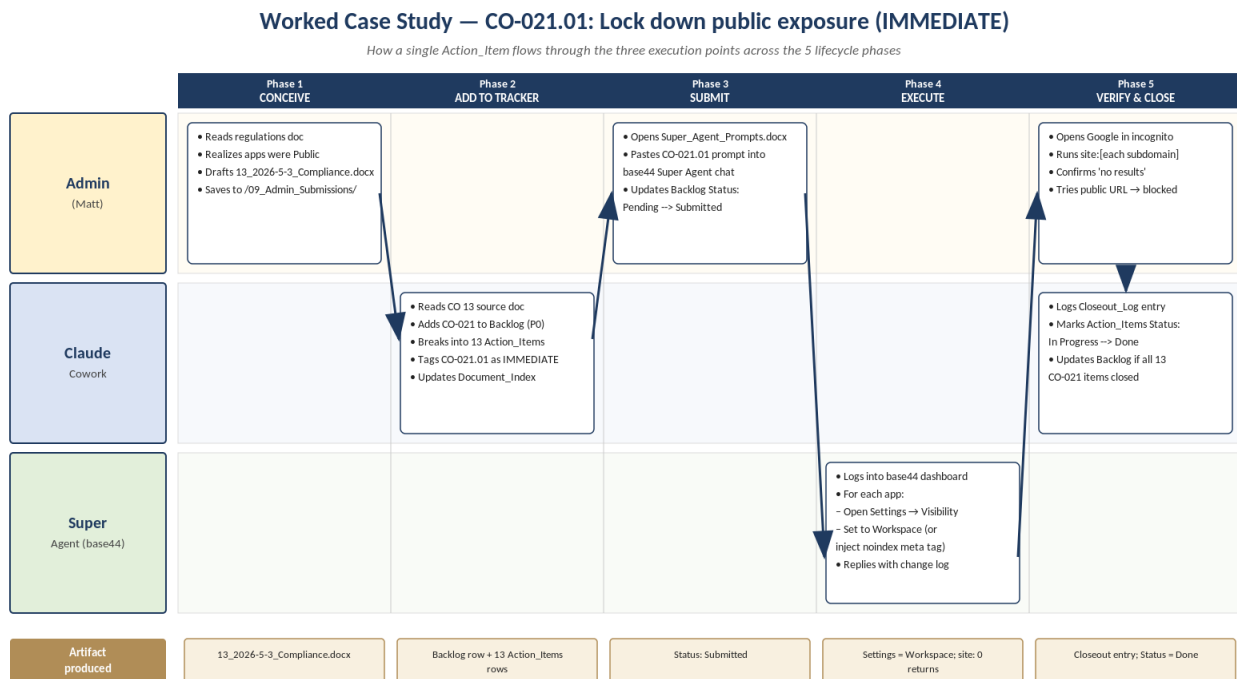 Worked Case Study — CO-021.01: Lock down public exposure (IMMEDIATE)
How a single Action_Item flows through the three execution points across the 5 lifecycle phases
Phase 1
CONCEIVE
Phase 2
ADD TO TRACKER
Phase 3
SUBMIT
Phase 4
EXECUTE
Phase 5
VERIFY & CLOSE
Admin
(Matt)
• Reads regulations doc
• Realizes apps were Public
• Drafts 13_2026-5-3_Compliance.docx
• Saves to /09_Admin_Submissions/
• Opens Super_Agent_Prompts.docx
• Pastes CO-021.01 prompt into
base44 Super Agent chat
• Updates Backlog Status:
Pending --> Submitted
• Opens Google in incognito
• Runs site:[each subdomain]
• Confirms 'no results'
• Tries public URL → blocked
Claude
Cowork
• Reads CO 13 source doc
• Adds CO-021 to Backlog (P0)
• Breaks into 13 Action_Items
• Tags CO-021.01 as IMMEDIATE
• Updates Document_Index
• Logs Closeout_Log entry
• Marks Action_Items Status:
In Progress --> Done
• Updates Backlog if all 13
CO-021 items closed
Super
Agent (base44)
• Logs into base44 dashboard
• For each app:
– Open Settings → Visibility
– Set to Workspace (or
inject noindex meta tag)
• Replies with change log
Artifact
produced
13_2026-5-3_Compliance.docx
Backlog row + 13 Action_Items
rows
Status: Submitted
Settings = Workspace; site: 0
returns
Closeout entry; Status = Done